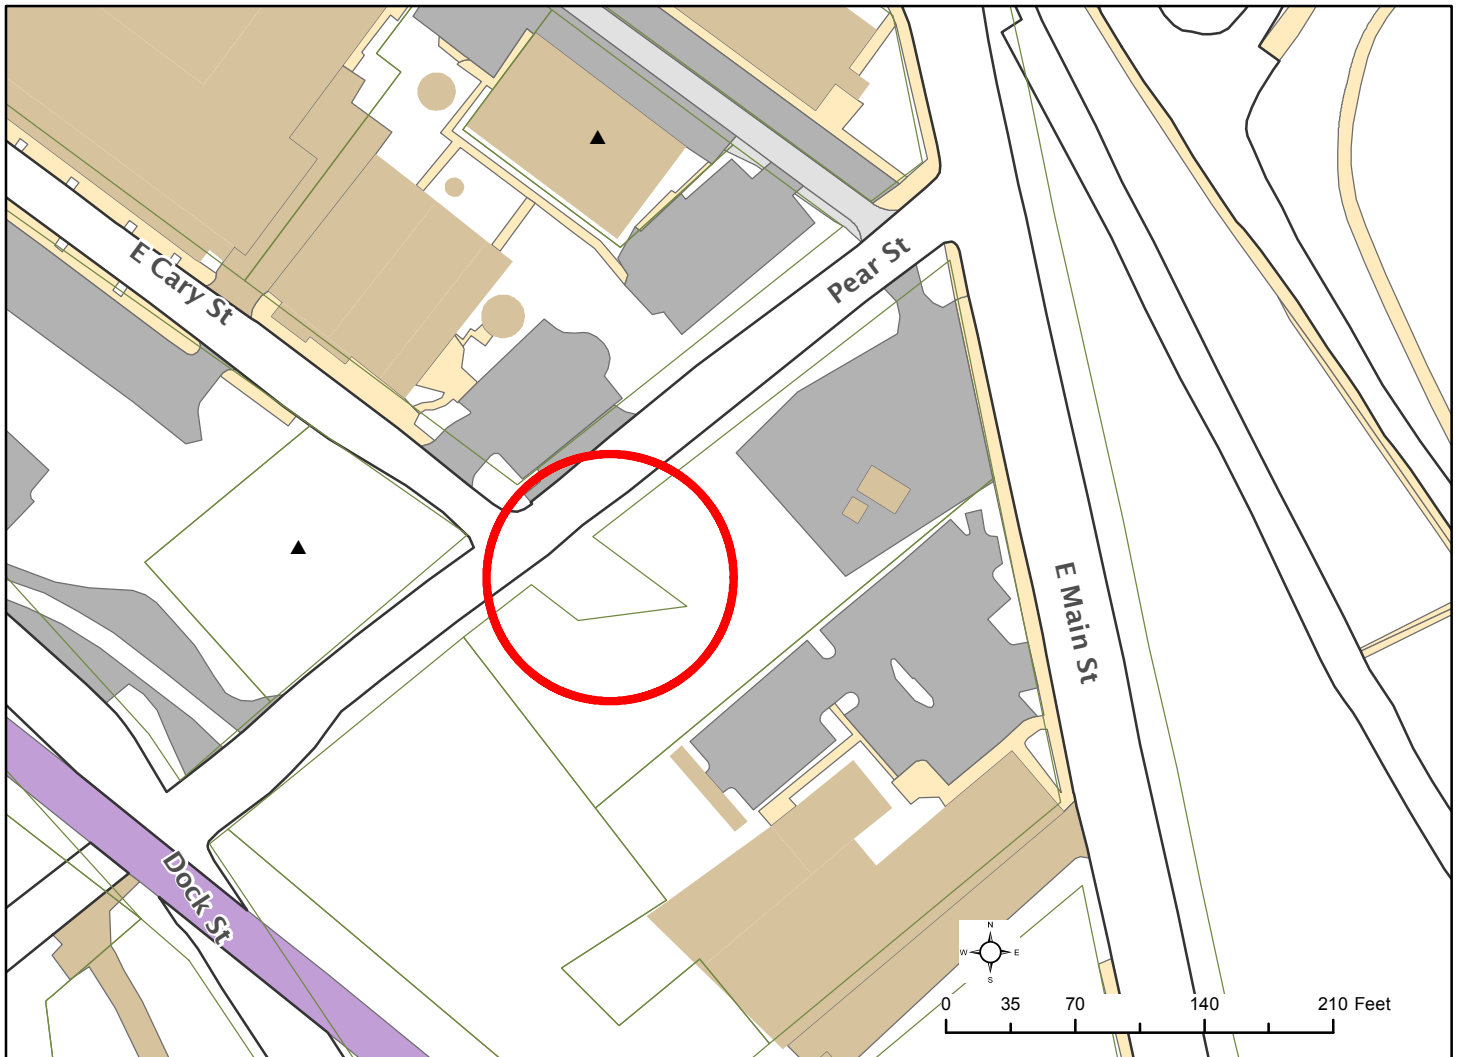 E Cary St
Pear St
E Main St
Dock St
N
W E
S
0 35 70 140 210 Feet